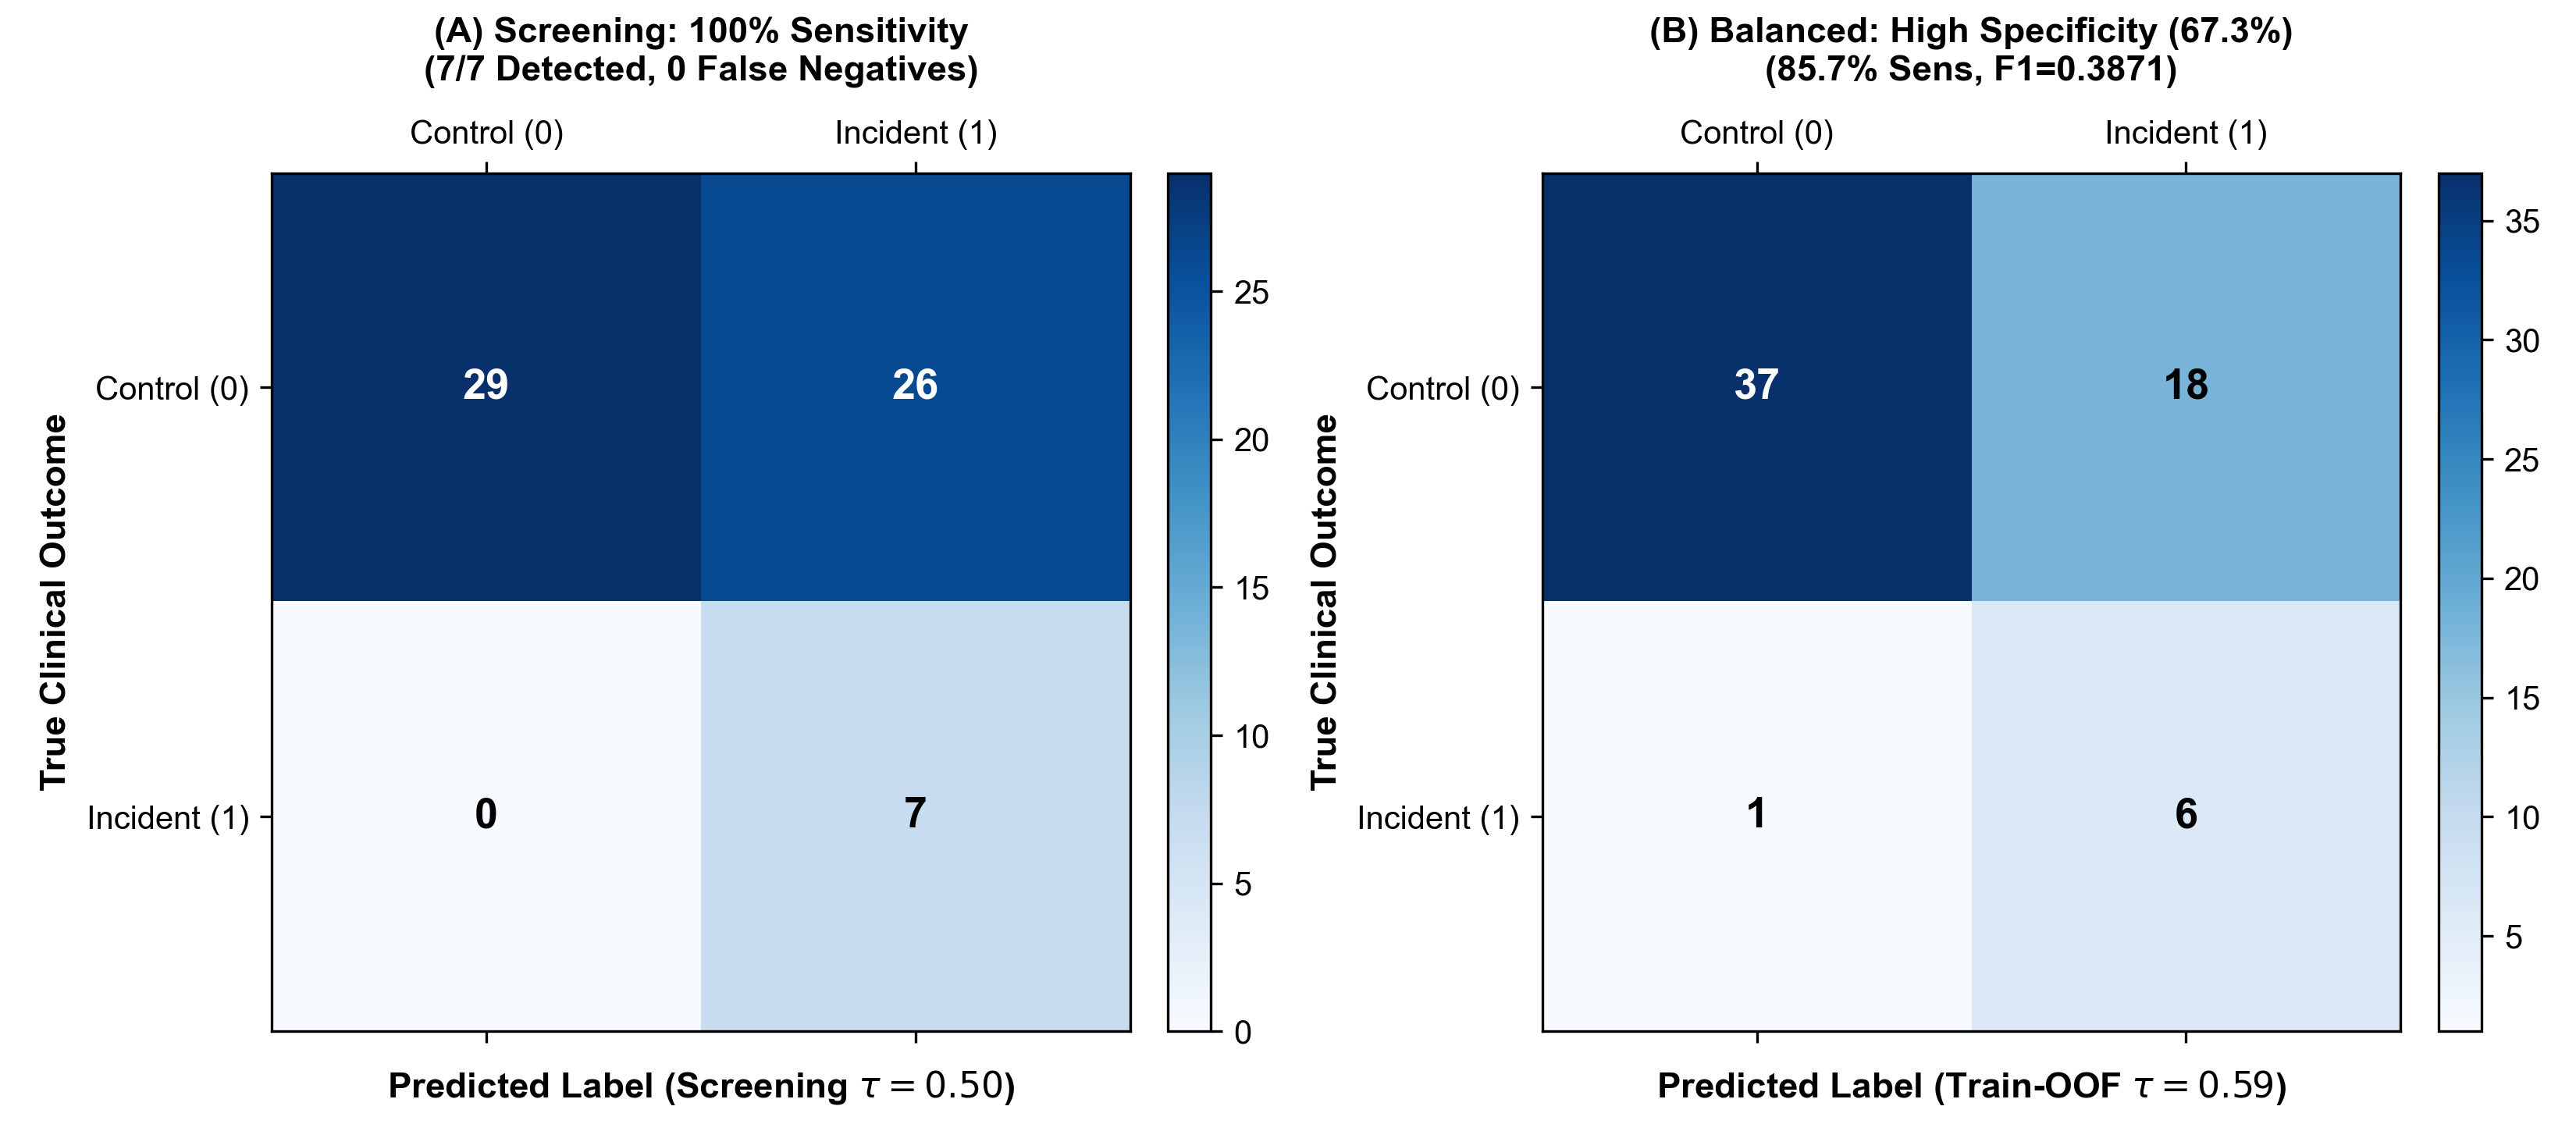 (A) Screening: 100% Sensitivity
(7/7 Detected, 0 False Negatives)
Control (0) Incident (1)
True Clinical Outcome
Control (0)
Incident (1)
29 26
0 7
25
20
15
10
5
0
Predicted Label (Screening τ = 0.50)
(B) Balanced: High Specificity (67.3%)
(85.7% Sens, F1=0.3871)
Control (0) Incident (1)
True Clinical Outcome
Control (0)
Incident (1)
37 18
1 6
35
30
25
20
15
10
5
Predicted Label (Train-OOF τ = 0.59)